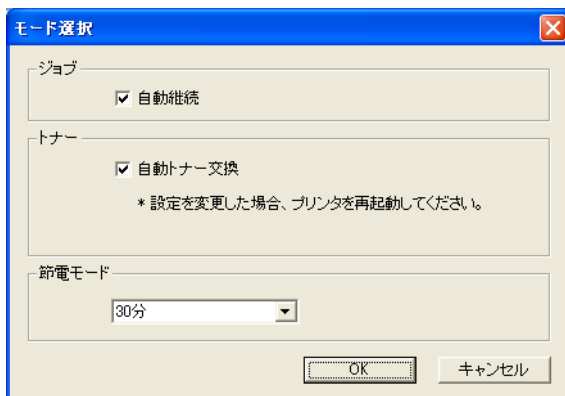 モード選択
ジョブ
自動継続
トナー
自動トナー交換
* 設定を変更した場合、プリンタを再起動してください。
節電モード
30分
OK キャンセル